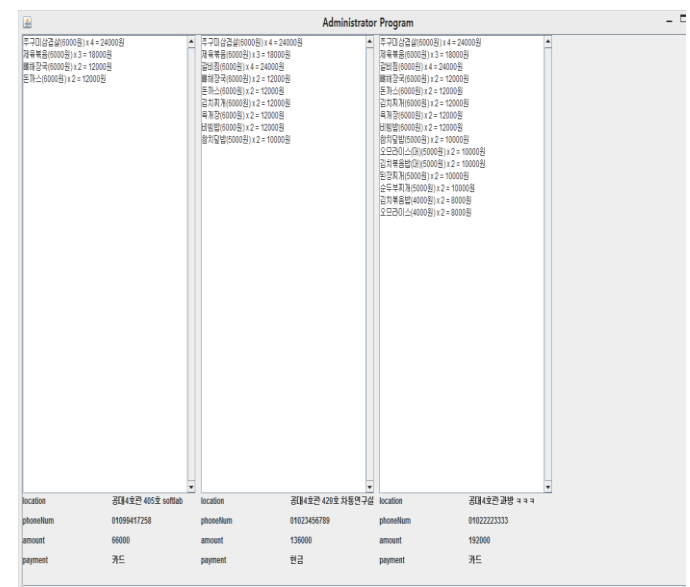 Administrator Program
쭈구미삼겹살(6000원) x 4 = 24000원
제육볶음(6000원) x 3 = 18000원
뼈해장국(6000원) x 2 = 12000원
돈까스(6000원) x 2 = 12000원
location 공대4호관 405호 softlab
phoneNum 01099417258
amount 66000
payment 카드
쭈구미삼겹살(6000원) x 4 = 24000원
제육볶음(6000원) x 3 = 18000원
갈비찜(6000원) x 4 = 24000원
뼈해장국(6000원) x 2 = 12000원
돈까스(6000원) x 2 = 12000원
김치찌개(6000원) x 2 = 12000원
육개장(6000원) x 2 = 12000원
비빔밥(6000원) x 2 = 12000원
참치덮밥(5000원) x 2 = 10000원
location 공대4호관 429호 차통연구실
phoneNum 01023456789
amount 136000
payment 현금
쭈구미삼겹살(6000원) x 4 = 24000원
제육볶음(6000원) x 3 = 18000원
갈비찜(6000원) x 4 = 24000원
뼈해장국(6000원) x 2 = 12000원
돈까스(6000원) x 2 = 12000원
김치찌개(6000원) x 2 = 12000원
육개장(6000원) x 2 = 12000원
비빔밥(6000원) x 2 = 12000원
참치덮밥(5000원) x 2 = 10000원
오므라이스(대)(5000원) x 2 = 10000원
김치볶음밥(대)(5000원) x 2 = 10000원
된장찌개(5000원) x 2 = 10000원
순두부찌개(5000원) x 2 = 10000원
김치볶음밥(4000원) x 2 = 8000원
오므라이스(4000원) x 2 = 8000원
location 공대4호관 과방 ㅋㅋㅋ
phoneNum 01022223333
amount 192000
payment 카드